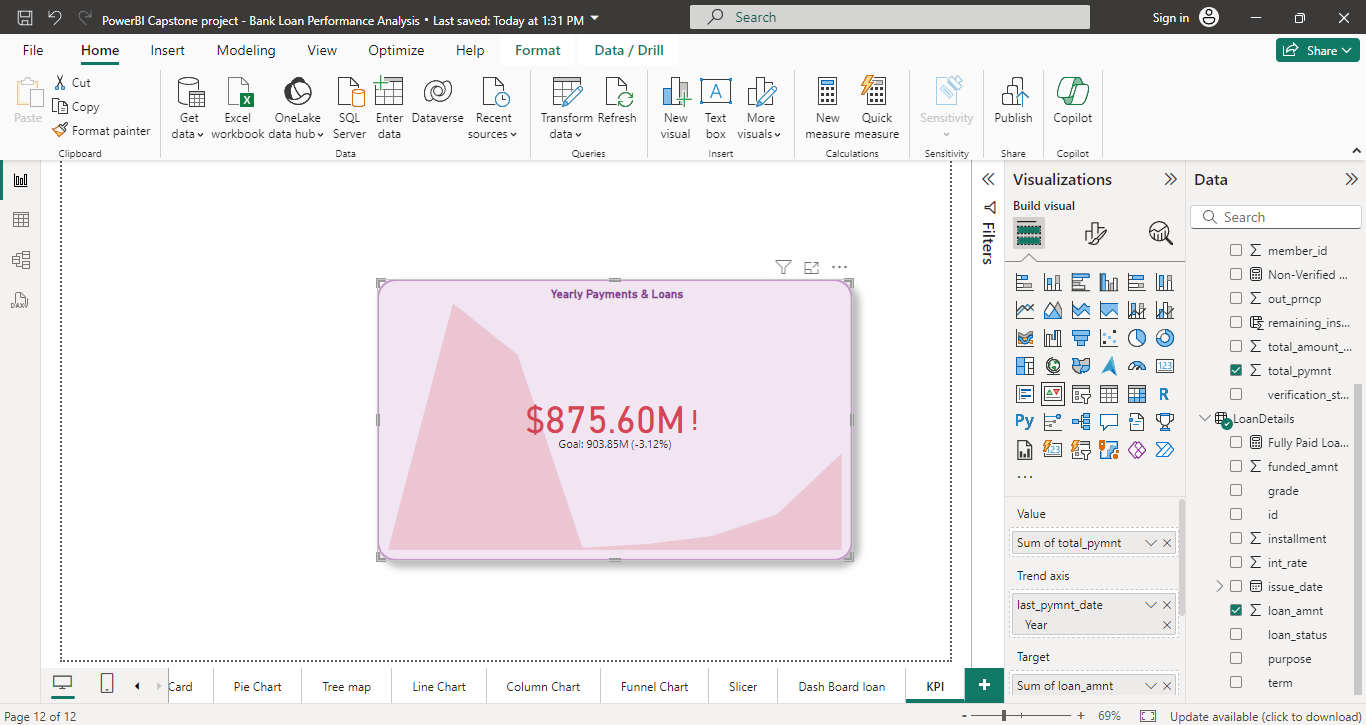 PowerBI Capstone project - Bank Loan Performance Analysis • Last saved: Today at 1:31 PM
Search
Sign in
File
Home
Insert
Modeling
View
Optimize
Help
Format
Data / Drill
Share
Paste
Cut
Copy
Format painter
Clipboard
Get data
Excel workbook
OneLake data hub
SQL Server
Enter data
Dataverse
Recent sources
Data
Transform data
Refresh
Queries
New visual
Text box
More visuals
Insert
New measure
Quick measure
Calculations
Sensitivity
Sensitivity
Publish
Share
Copilot
Copilot
Yearly Payments & Loans
$875.60M !
Goal: 903.85M (-3.12%)
Filters
Visualizations
Build visual
123
R
Py
123
...
Value
Sum of total_pymnt
Trend axis
last_pymnt_date
Year
Target
Sum of loan_amnt
Data
Search
member_id
Non-Verified ...
out_prncp
remaining_ins...
total_amount_...
total_pymnt
verification_st...
LoanDetails
Fully Paid Loa...
funded_amnt
grade
id
installment
int_rate
issue_date
loan_amnt
loan_status
purpose
term
DAX
Card
Pie Chart
Tree map
Line Chart
Column Chart
Funnel Chart
Slicer
Dash Board loan
KPI
+
Page 12 of 12
- + 69%
Update available (click to download)